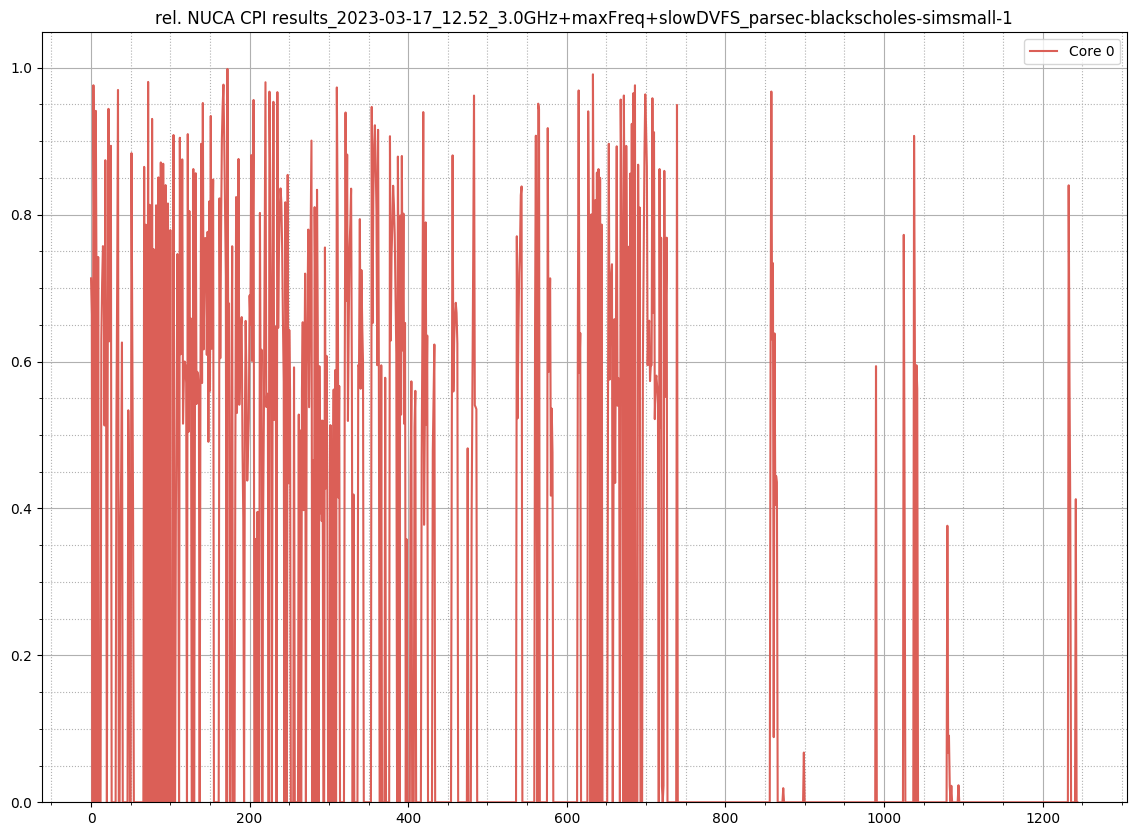 rel. NUCA CPI results_2023-03-17_12.52_3.0GHz+maxFreq+slowDVFS_parsec-blackscholes-simsmall-1
Core 0
1.0
0.8
0.6
0.4
0.2
0.0
0 200 400 600 800 1000 1200